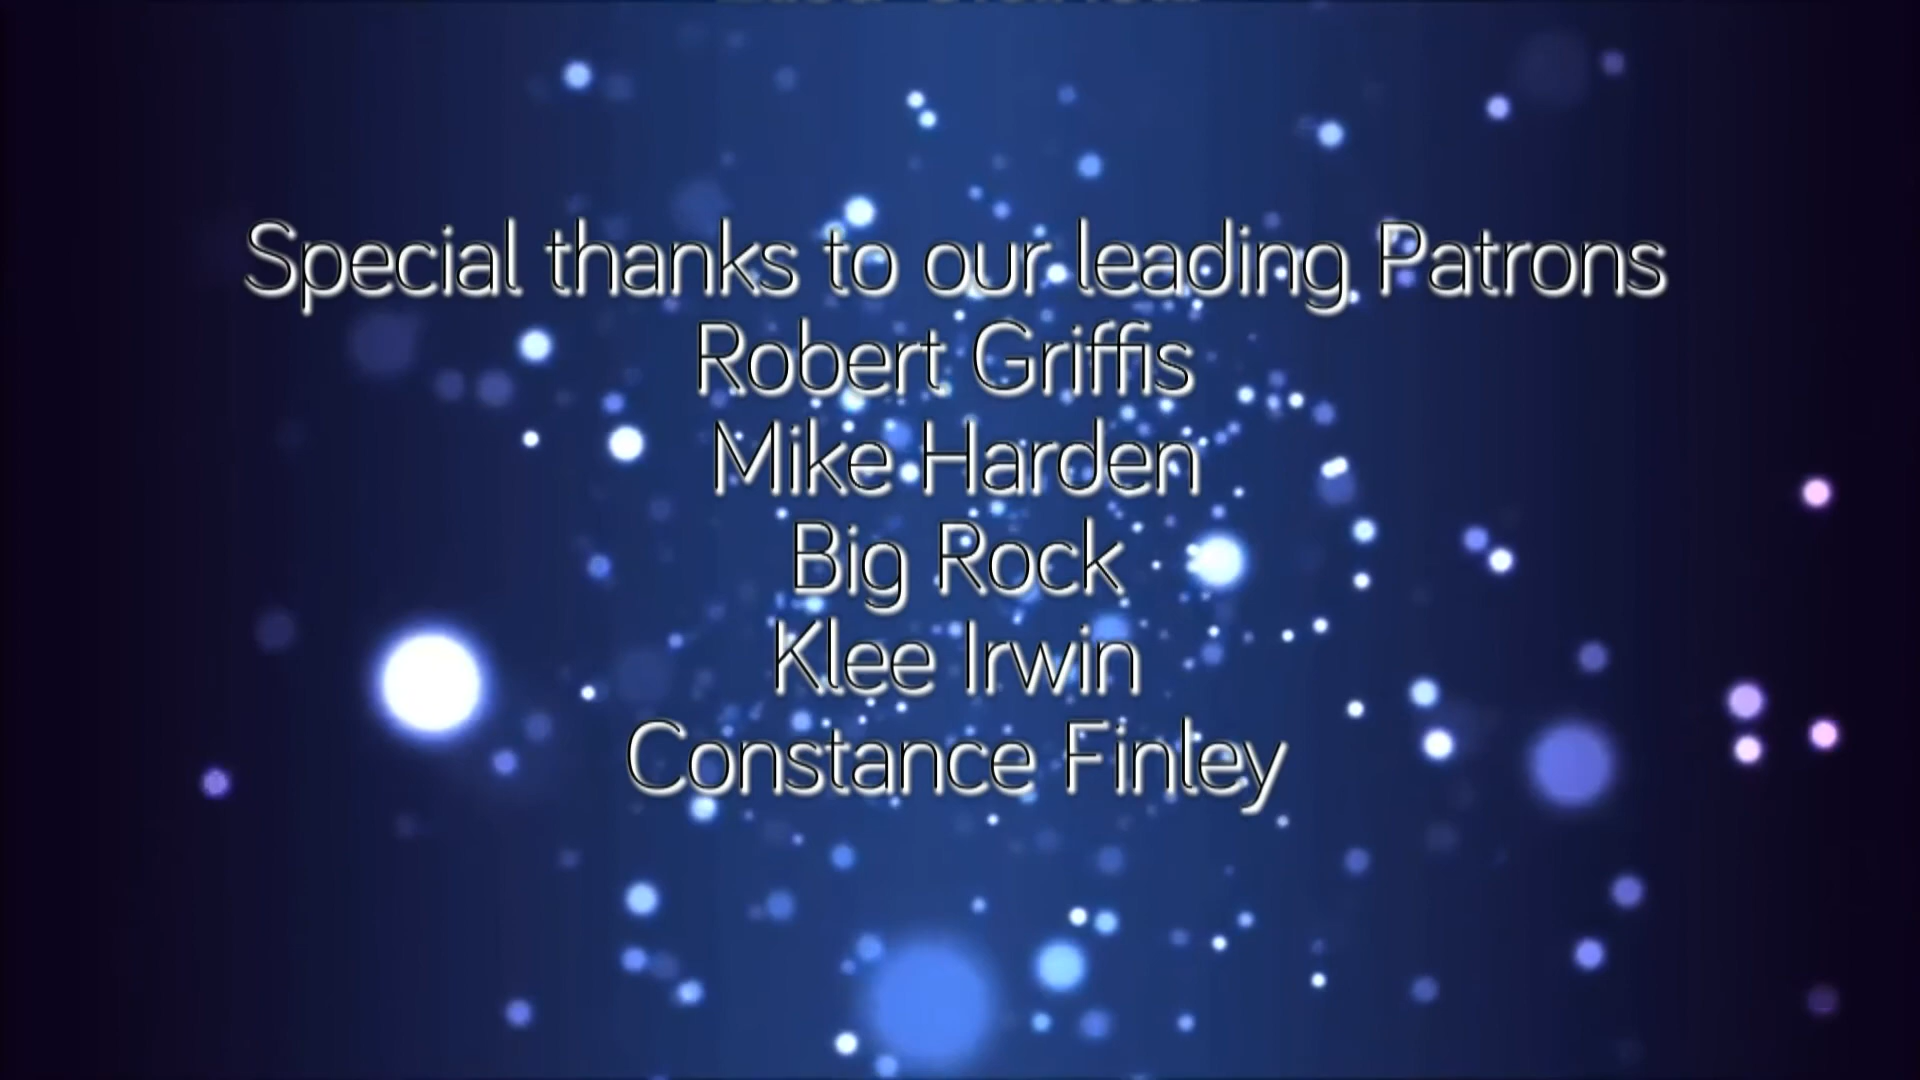 Special thanks to our leading Patrons
Robert Griffis
Mike Harden
Big Rock
Klee Irwin
Constance Finley